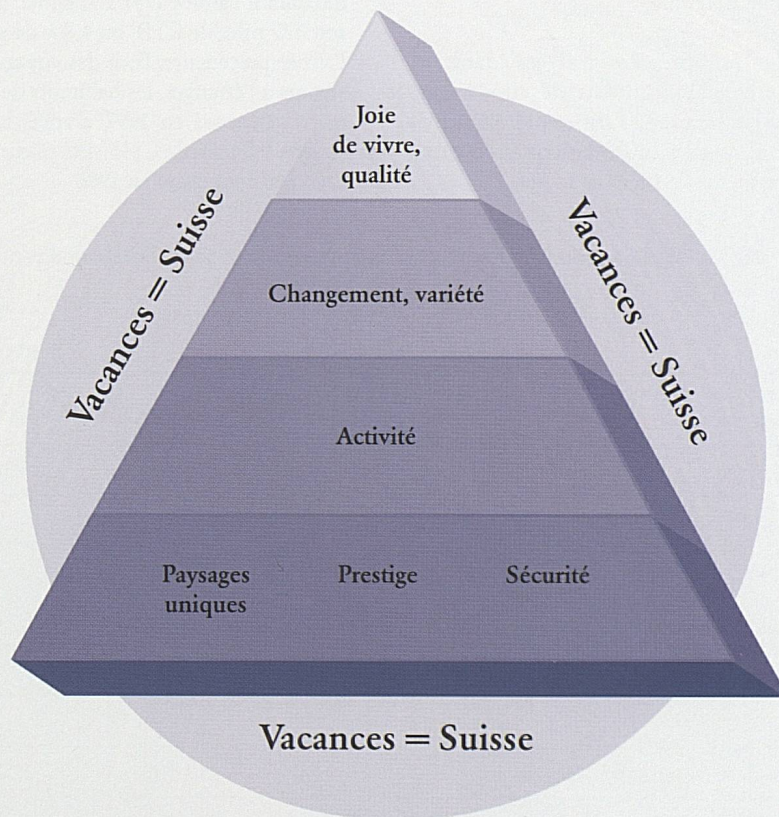 Joie
de vivre,
qualité
Vacances = Suisse
Vacances = Suisse
Changement, variété
Activité
Paysages
uniques
Prestige
Sécurité
Vacances = Suisse